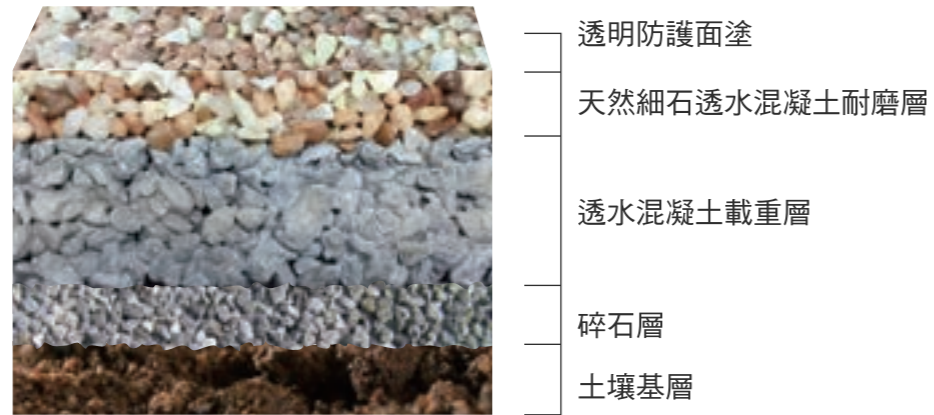 透明防護面塗
天然細石透水混凝土耐磨層
透水混凝土載重層
碎石層
土壤基層